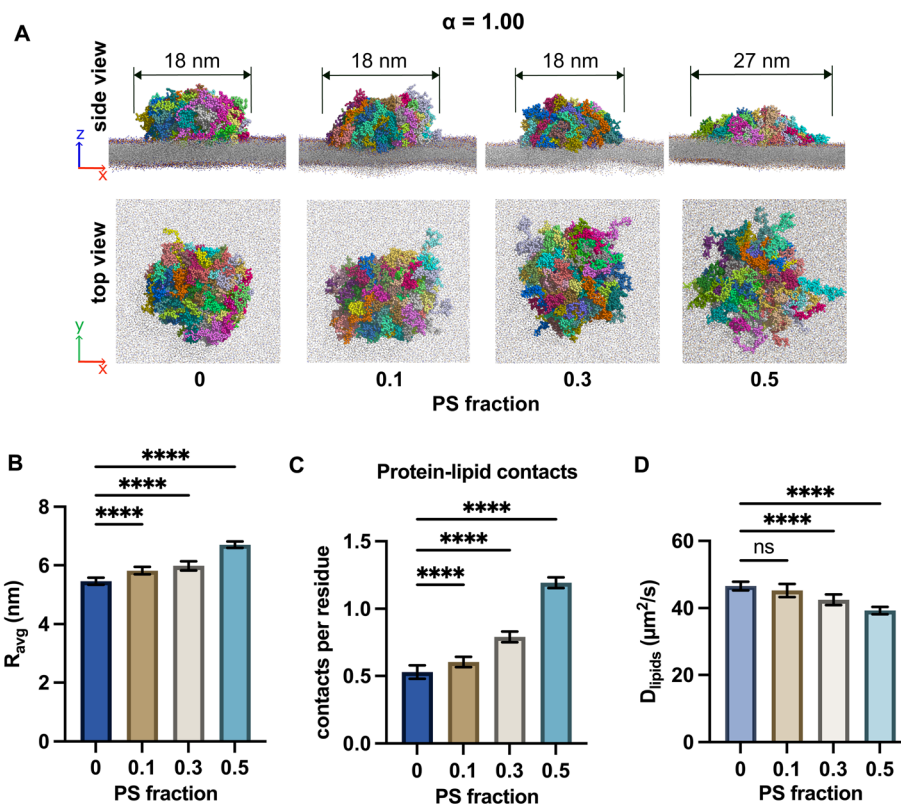 α = 1.00
A
side view
18 nm
18 nm
18 nm
27 nm
z
x
top view
y
x
0
0.1
0.3
0.5
PS fraction
B
****
****
****
8
6
4
2
0
Ravg (nm)
0
0.1
0.3
0.5
PS fraction
C
Protein-lipid contacts
****
****
****
1.5
1.0
0.5
0.0
contacts per residue
0
0.1
0.3
0.5
PS fraction
D
****
****
ns
60
40
20
0
Dlipids (μm²/s)
0
0.1
0.3
0.5
PS fraction